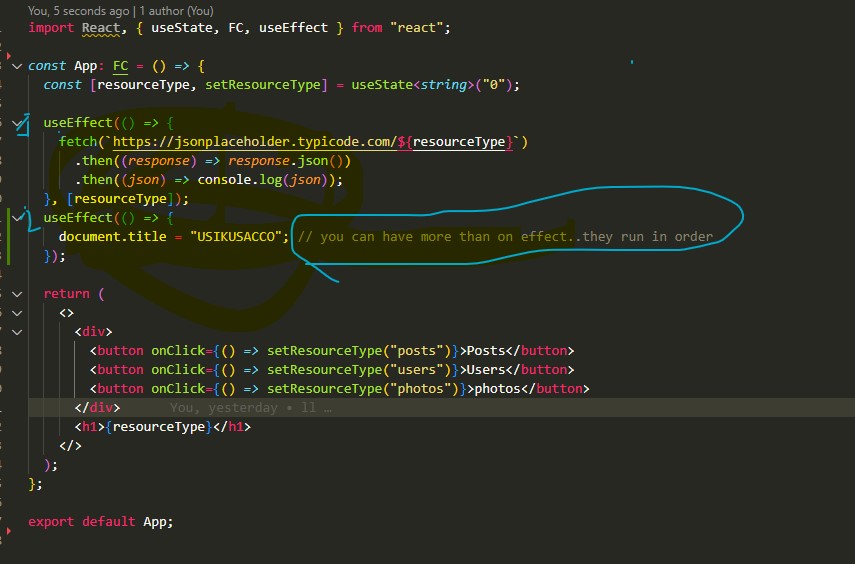 You, 5 seconds ago | 1 author (You)
import React, { useState, FC, useEffect } from "react";
const App: FC = () => {
const [resourceType, setResourceType] = useState<string>("0");
useEffect(() => {
fetch(`https://jsonplaceholder.typicode.com/${resourceType}`)
.then((response) => response.json())
.then((json) => console.log(json));
}, [resourceType]);
useEffect(() => {
document.title = "USIKUSACCO"; // you can have more than on effect..they run in order
});
return (
<>
<div>
<button onClick={() => setResourceType("posts")}>Posts</button>
<button onClick={() => setResourceType("users")}>Users</button>
<button onClick={() => setResourceType("photos")}>photos</button>
</div> You, yesterday • ll …
<h1>{resourceType}</h1>
</>
);
};
export default App;